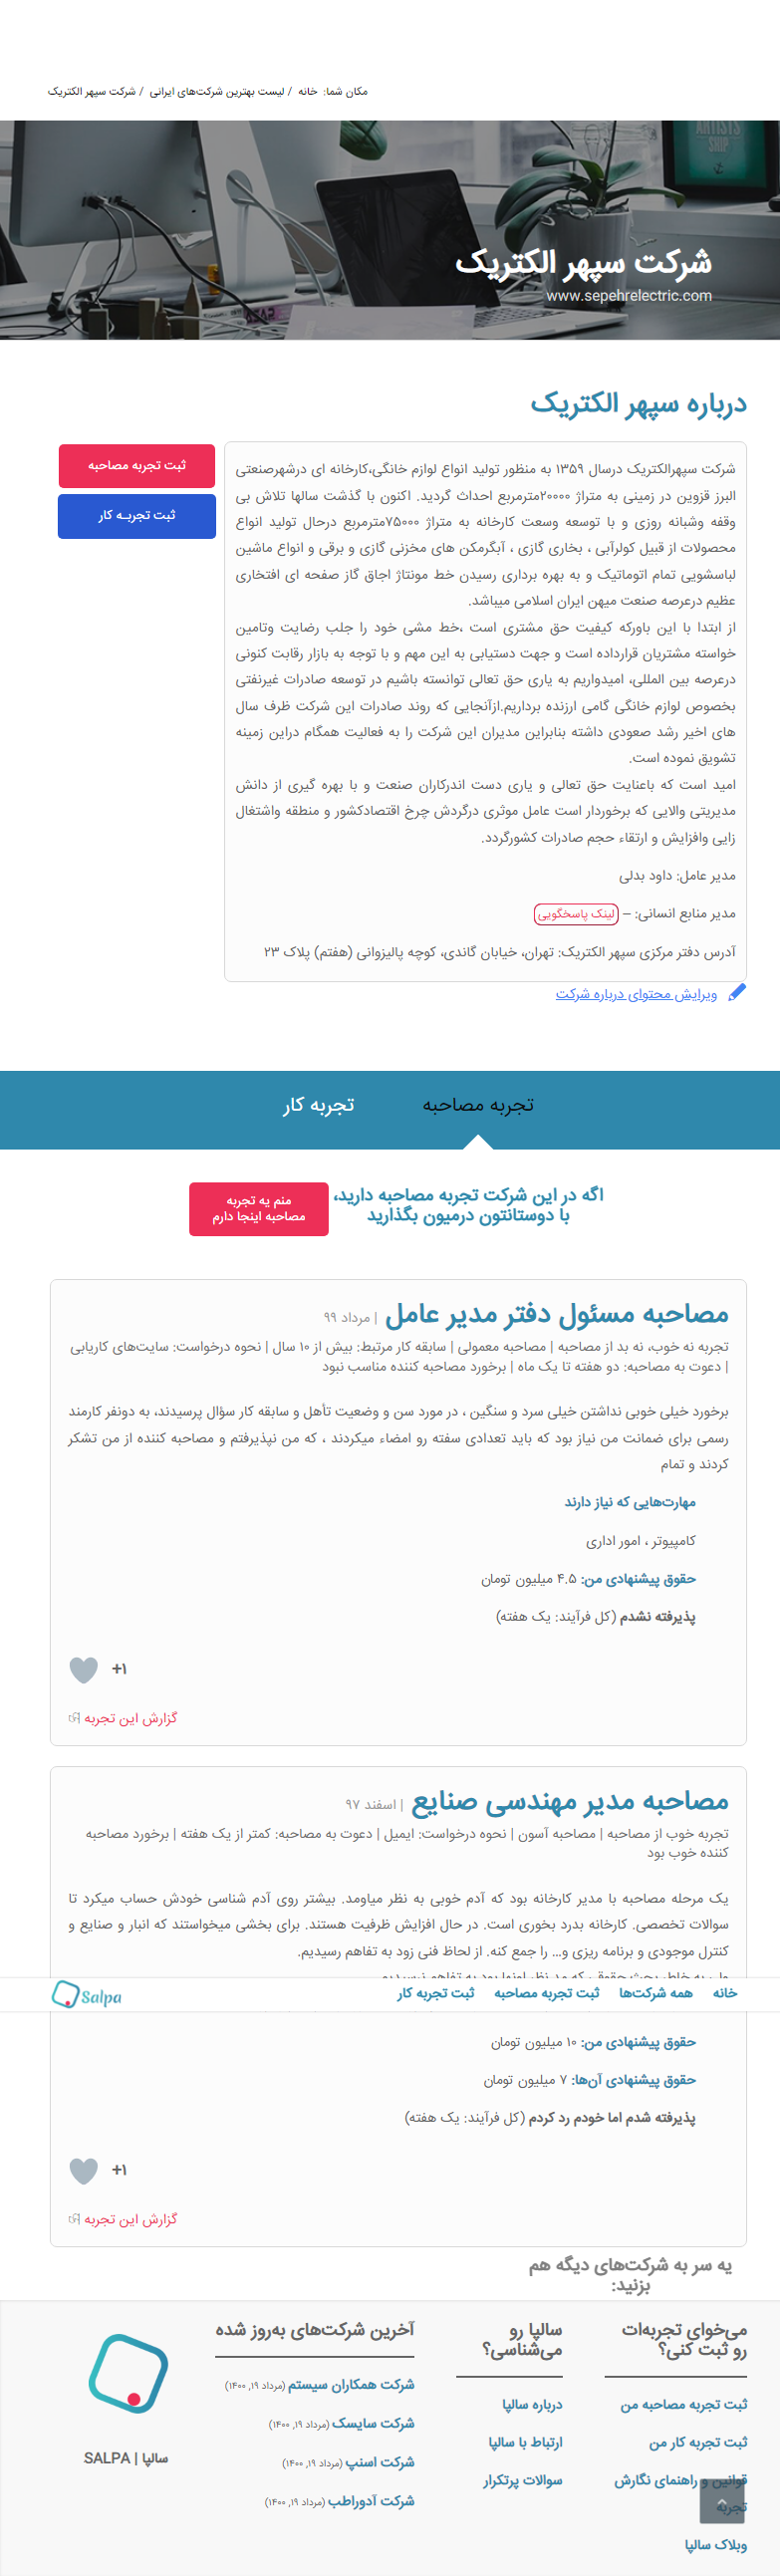 مکان شما: خانه / لیست بهترین شرکت‌های ایرانی / شرکت سپهر الکتریک
ARTISTS
SHIP
شرکت سپهر الکتریک
www.sepehrelectric.com
درباره سپهر الکتریک
ثبت تجربه مصاحبه
ثبت تجربـه کار
شرکت سپهرالکتریک درسال ۱۳۵۹ به منظور تولید انواع لوازم خانگی،کارخانه ای درشهرصنعتی
البرز قزوین در زمینی به متراژ ۲۰۰۰۰مترمربع احداث گردید. اکنون با گذشت سالها تلاش بی
وقفه وشبانه روزی و با توسعه وسعت کارخانه به متراژ ۷۵۰۰۰مترمربع درحال تولید انواع
محصولات از قبیل کولرآبی ، بخاری گازی ، آبگرمکن های مخزنی گازی و برقی و انواع ماشین
لباسشویی تمام اتوماتیک و به بهره برداری رسیدن خط مونتاژ اجاق گاز صفحه ای افتخاری
عظیم درعرصه صنعت میهن ایران اسلامی میباشد.
از ابتدا با این باورکه کیفیت حق مشتری است ،خط مشی خود را جلب رضایت وتامین
خواسته مشتریان قرارداده است و جهت دستیابی به این مهم و با توجه به بازار رقابت کنونی
درعرصه بین المللی، امیدواریم به یاری حق تعالی توانسته باشیم در توسعه صادرات غیرنفتی
بخصوص لوازم خانگی گامی ارزنده برداریم.ازآنجایی که روند صادرات این شرکت ظرف سال
های اخیر رشد صعودی داشته بنابراین مدیران این شرکت را به فعالیت همگام دراین زمینه
تشویق نموده است.
امید است که باعنایت حق تعالی و یاری دست اندرکاران صنعت و با بهره گیری از دانش
مدیریتی والایی که برخوردار است عامل موثری درگردش چرخ اقتصادکشور و منطقه واشتغال
زایی وافزایش و ارتقاء حجم صادرات کشورگردد.
مدیر عامل: داود بدلی
مدیر منابع انسانی: – لینک پاسخگویی
آدرس دفتر مرکزی سپهر الکتریک: تهران، خیابان گاندی، کوچه پالیزوانی (هفتم) پلاک ۲۳
ویرایش محتوای درباره شرکت
تجربه مصاحبه
تجربه کار
اگه در این شرکت تجربه مصاحبه دارید،
با دوستانتون درمیون بگذارید
منم یه تجربه
مصاحبه اینجا دارم
مصاحبه مسئول دفتر مدیر عامل | مرداد ۹۹
تجربه نه خوب، نه بد از مصاحبه | مصاحبه معمولی | سابقه کار مرتبط: بیش از ۱۰ سال | نحوه درخواست: سایت‌های کاریابی
| دعوت به مصاحبه: دو هفته تا یک ماه | برخورد مصاحبه کننده مناسب نبود
برخورد خیلی خوبی نداشتن خیلی سرد و سنگین ، در مورد سن و وضعیت تأهل و سابقه کار سؤال پرسیدند، به دونفر کارمند
رسمی برای ضمانت من نیاز بود که باید تعدادی سفته رو امضاء میکردند ، که من نپذیرفتم و مصاحبه کننده از من تشکر
کردند و تمام
مهارت‌هایی که نیاز دارند
کامپیوتر ، امور اداری
حقوق پیشنهادی من: ۴.۵ میلیون تومان
پذیرفته نشدم (کل فرآیند: یک هفته)
+۱
گزارش این تجربه
مصاحبه مدیر مهندسی صنایع | اسفند ۹۷
تجربه خوب از مصاحبه | مصاحبه آسون | نحوه درخواست: ایمیل | دعوت به مصاحبه: کمتر از یک هفته | برخورد مصاحبه
کننده خوب بود
یک مرحله مصاحبه با مدیر کارخانه بود که آدم خوبی به نظر میاومد. بیشتر روی آدم شناسی خودش حساب میکرد تا
سوالات تخصصی. کارخانه بدرد بخوری است. در حال افزایش ظرفیت هستند. برای بخشی میخواستند که انبار و صنایع و
کنترل موجودی و برنامه ریزی و... را جمع کنه. از لحاظ فنی زود به تفاهم رسیدیم.
ولی به خاطر بحث حقوقی که مد نظر اونها بود به تفاهم نرسیدیم
خانه
همه شرکت‌ها
ثبت تجربه مصاحبه
ثبت تجربه کار
Salpa
حقوق پیشنهادی من: ۱۰ میلیون تومان
حقوق پیشنهادی آن‌ها: ۷ میلیون تومان
پذیرفته شدم اما خودم رد کردم (کل فرآیند: یک هفته)
+۱
گزارش این تجربه
یه سر به شرکت‌های دیگه هم
بزنید:
می‌خوای تجربه‌ات
رو ثبت کنی؟
ثبت تجربه مصاحبه من
ثبت تجربه کار من
قوانین و راهنمای نگارش
تجربه
وبلاک سالپا
سالپا رو
می‌شناسی؟
درباره سالپا
ارتباط با سالپا
سوالات پرتکرار
آخرین شرکت‌های به‌روز شده
شرکت همکاران سیستم (مرداد ۱۹, ۱۴۰۰)
شرکت سایسک (مرداد ۱۹, ۱۴۰۰)
شرکت اسنپ (مرداد ۱۹, ۱۴۰۰)
شرکت آدوراطب (مرداد ۱۹, ۱۴۰۰)
سالپا | SALPA